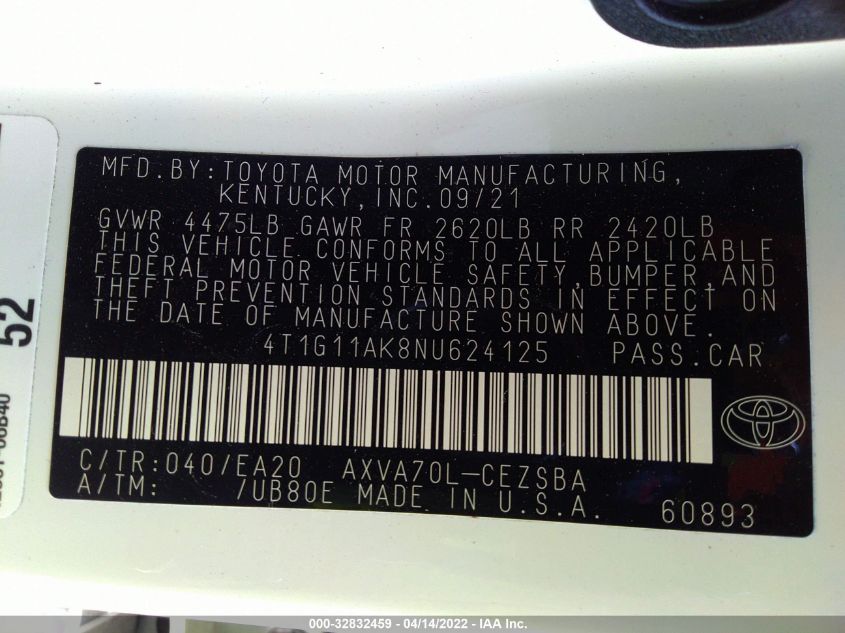 MFD.BY:TOYOTA MOTOR MANUFACTURING,
KENTUCKY, INC. 09/21
GVWR 4475LB GAWR FR 2620LB RR 2420LB
THIS VEHICLE CONFORMS TO ALL APPLICABLE
FEDERAL MOTOR VEHICLE SAFETY,BUMPER,AND
THEFT PREVENTION STANDARDS IN EFFECT ON
THE DATE OF MANUFACTURE SHOWN ABOVE.
4T1G11AK8NU624125 PASS.CAR
C/TR:040/EA20 AXVA70L-CEZSBA
A/TM: /UB80E MADE IN U.S.A.
60893
52
000-32832459 - 04/14/2022 - IAA Inc.